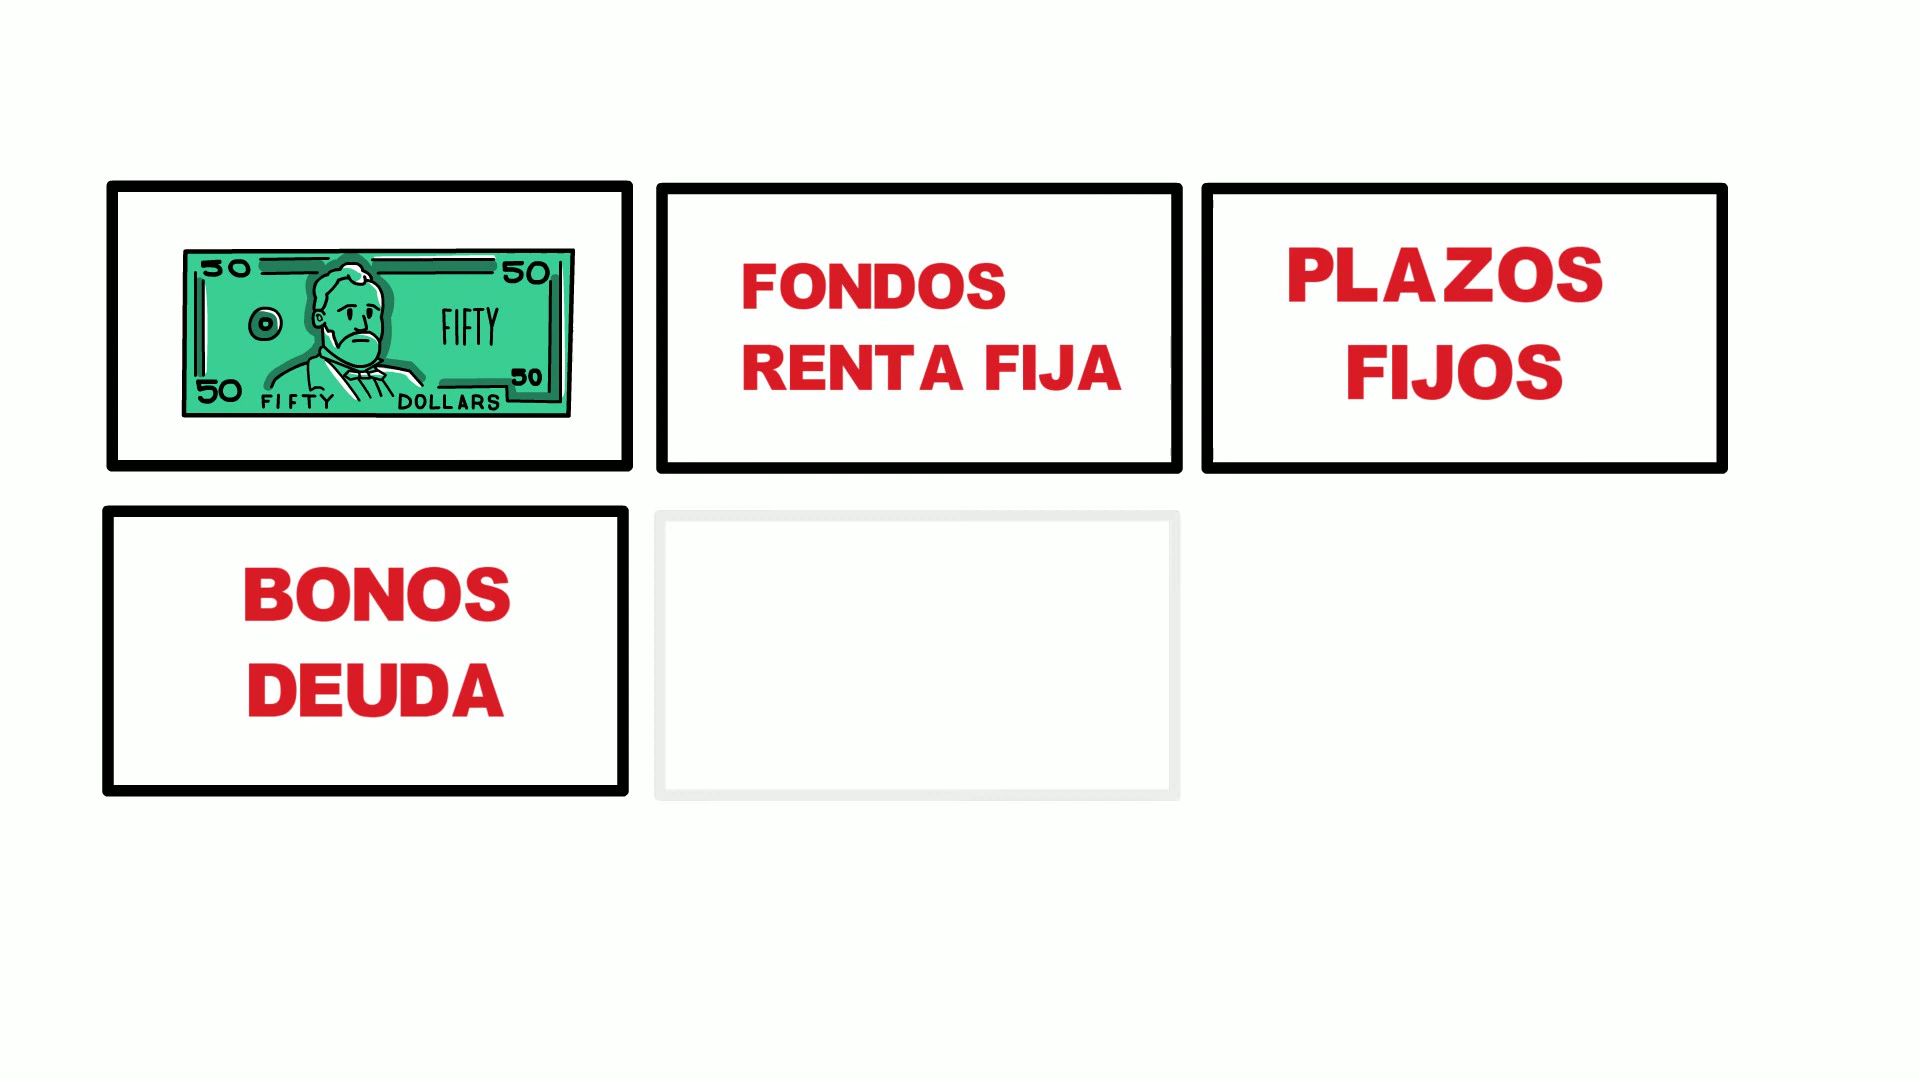 50 50
FIFTY
50 50
FIFTY DOLLARS
FONDOS
RENTA FIJA
PLAZOS
FIJOS
BONOS
DEUDA